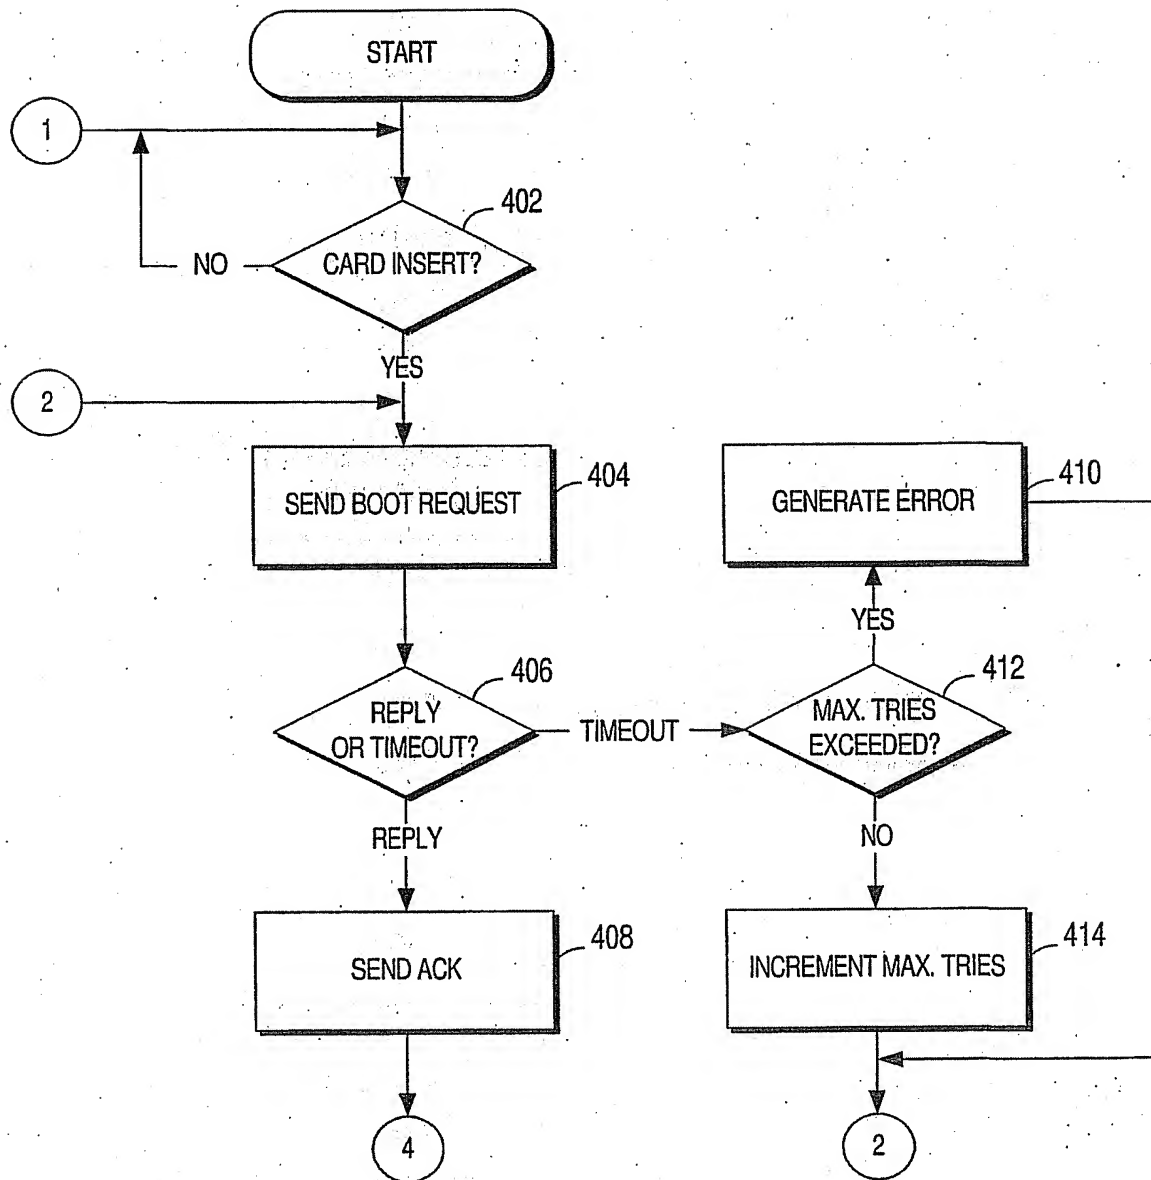 START
1
402
CARD INSERT?
NO
YES
2
SEND BOOT REQUEST
404
GENERATE ERROR
410
YES
406
REPLY
OR TIMEOUT?
TIMEOUT
412
MAX. TRIES
EXCEEDED?
REPLY
NO
SEND ACK
408
INCREMENT MAX. TRIES
414
4
2